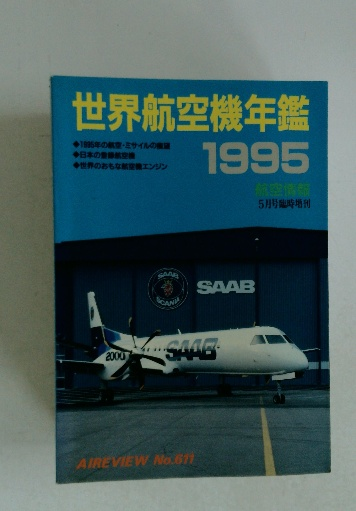 世界航空機年鑑
◆1995年の航空・ミサイルの展望
1995
◆日本の登録航空機
◆世界のおもな航空機エンジン
航空情報
5月号臨時増刊
SAAB
SAAB
SCANIA
2000
SAAB
AIREVIEW No.611